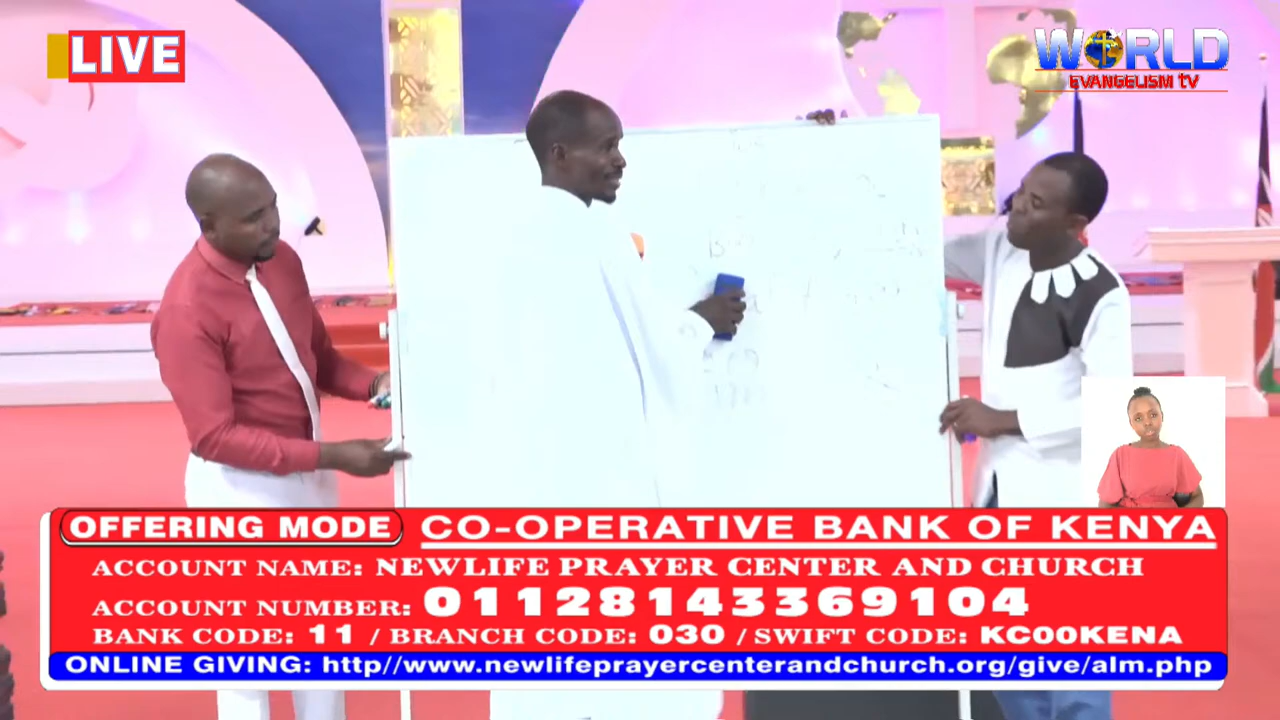 LIVE
WORLD
EVANGELISM TV
OFFERING MODE CO-OPERATIVE BANK OF KENYA
ACCOUNT NAME: NEWLIFE PRAYER CENTER AND CHURCH
ACCOUNT NUMBER: 01128143369104
BANK CODE: 11 / BRANCH CODE: 030 / SWIFT CODE: KC00KENA
ONLINE GIVING: http//www.newlifeprayercenterandchurch.org/give/alm.php